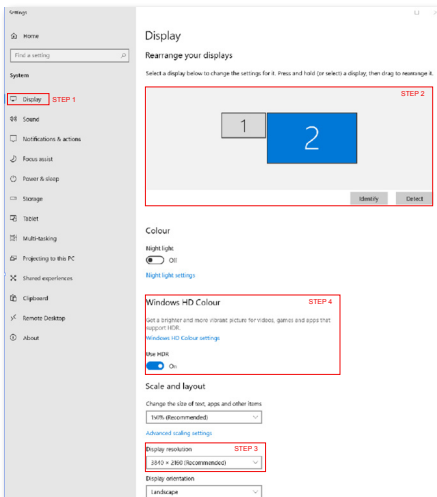 Settings
Home
Find a setting
System
Display STEP 1
Sound
Notifications & actions
Focus assist
Power & sleep
Storage
Tablet
Multi-tasking
Projecting to this PC
Shared experiences
Clipboard
Remote Desktop
About
Display
Rearrange your displays
Select a display below to change the settings for it. Press and hold (or select) a display, then drag to rearrange it.
STEP 2
1
2
Identify Detect
Colour
Night light
Off
Night light settings
Windows HD Colour STEP 4
Get a brighter and more vibrant picture for videos, games and apps that
support HDR.
Windows HD Colour settings
Use HDR
On
Scale and layout
Change the size of text, apps and other items
(Recommended)
Advanced scaling settings
Display resolution STEP 3
3840 × 2160 (Recommended)
Display orientation
Landscape